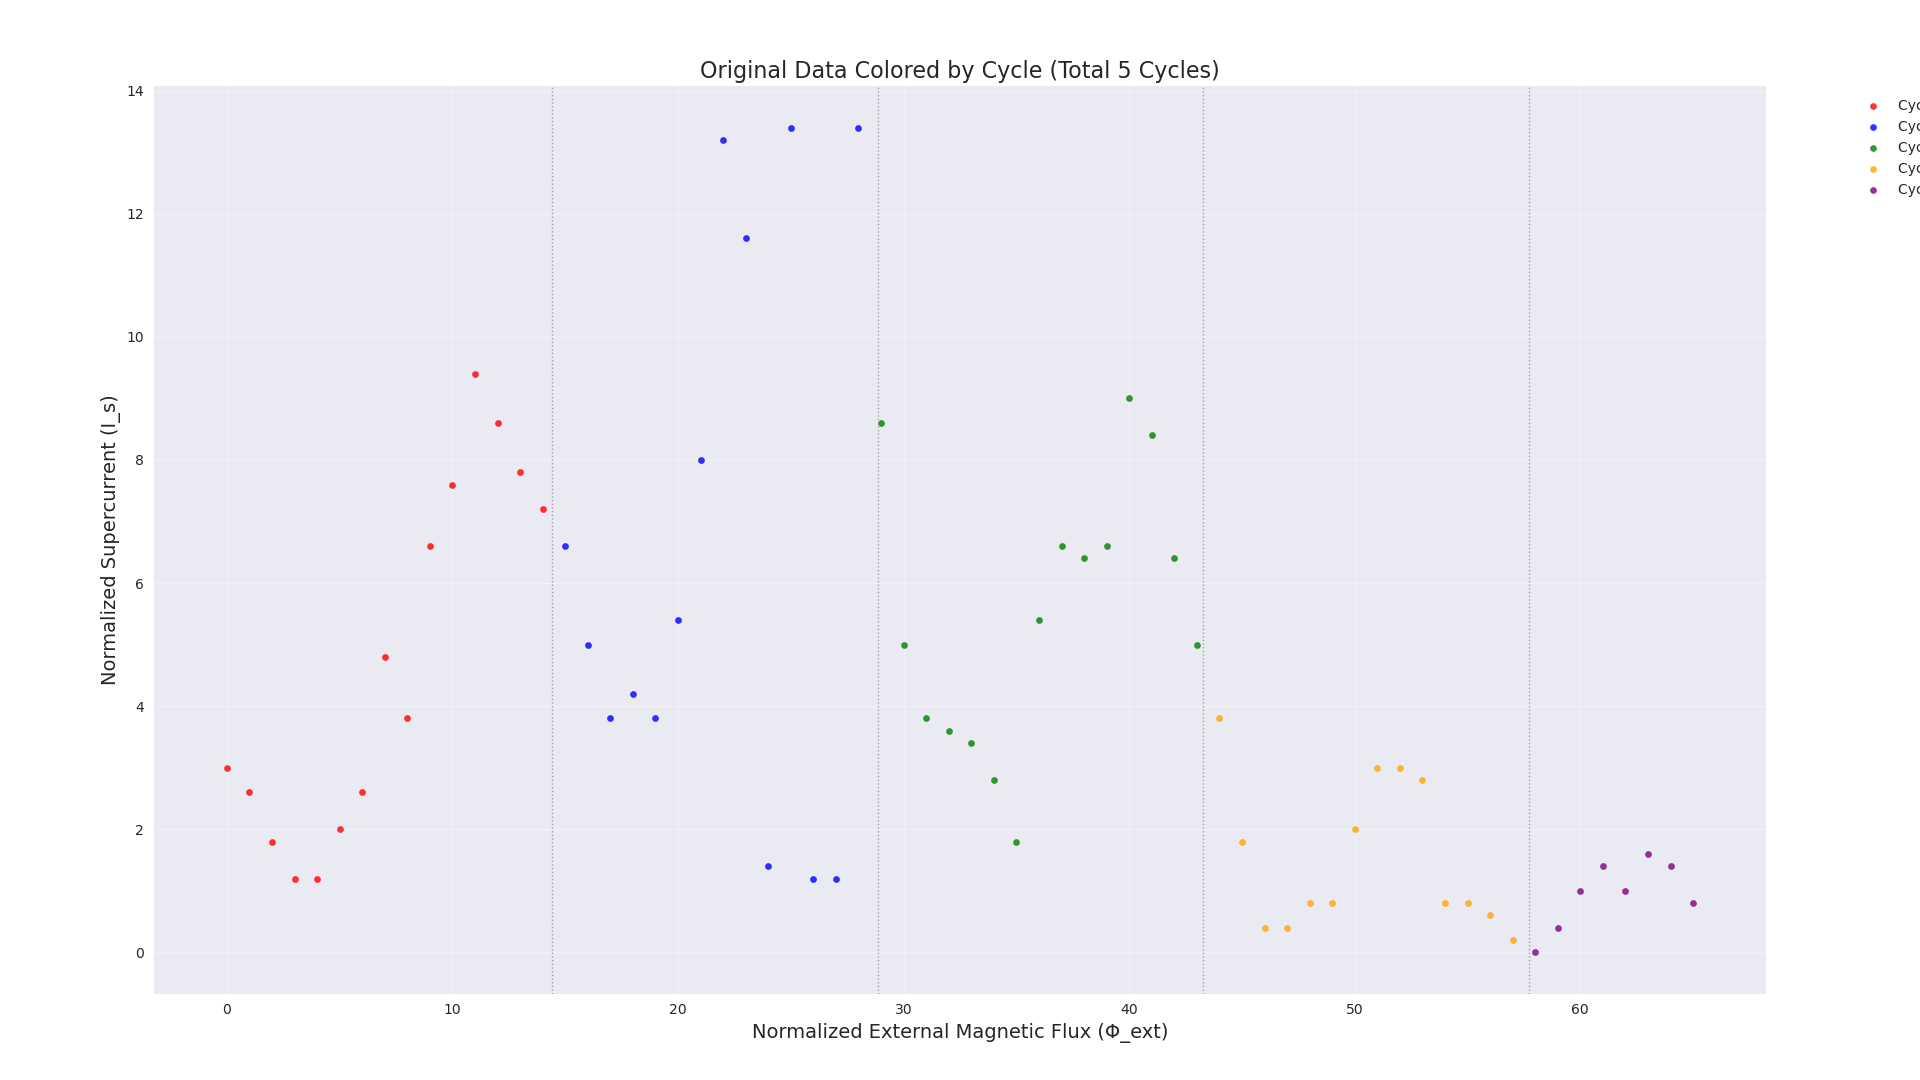 Original Data Colored by Cycle (Total 5 Cycles)
14
12
10
8
6
4
2
0
Normalized Supercurrent (I_s)
0 10 20 30 40 50 60
Normalized External Magnetic Flux (Φ_ext)
Cyc
Cyc
Cyc
Cyc
Cyc